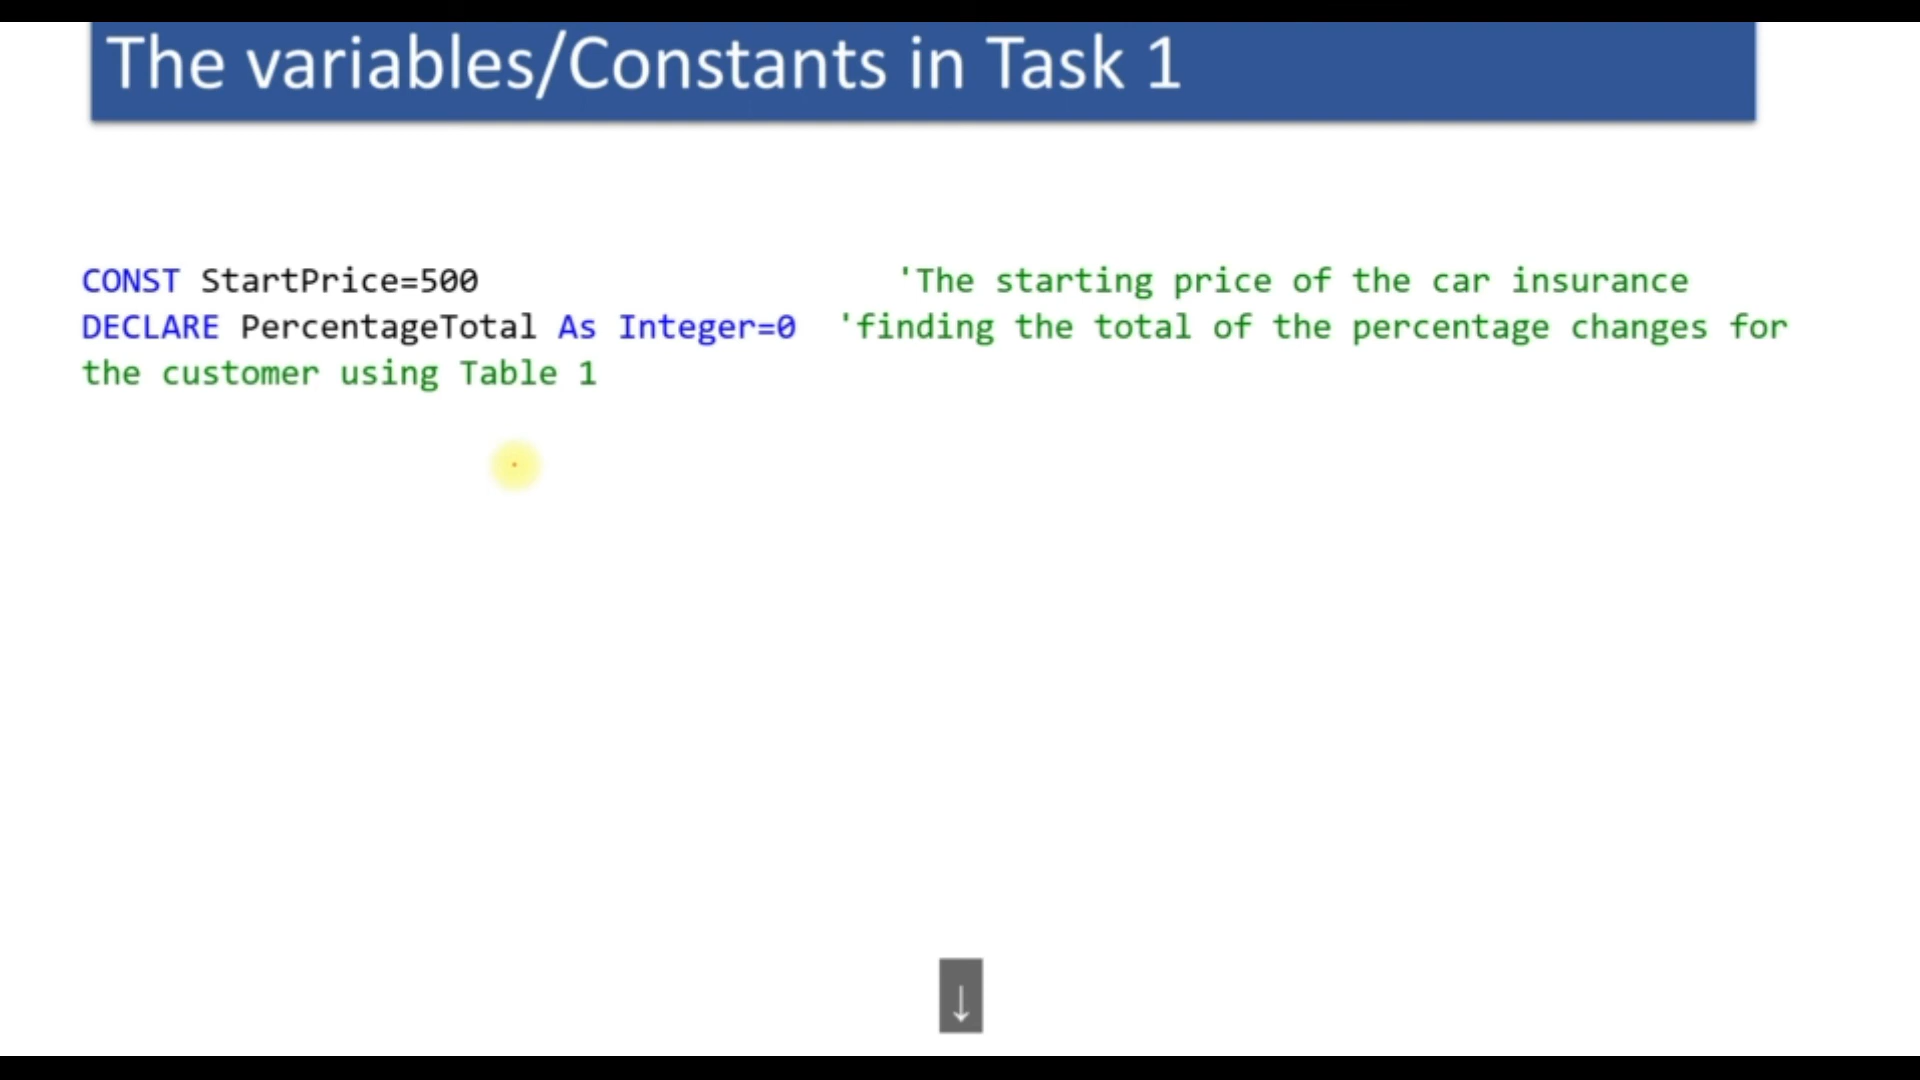 The variables/Constants in Task 1
CONST StartPrice=500 'The starting price of the car insurance
DECLARE PercentageTotal As Integer=0 'finding the total of the percentage changes for
the customer using Table 1
↓